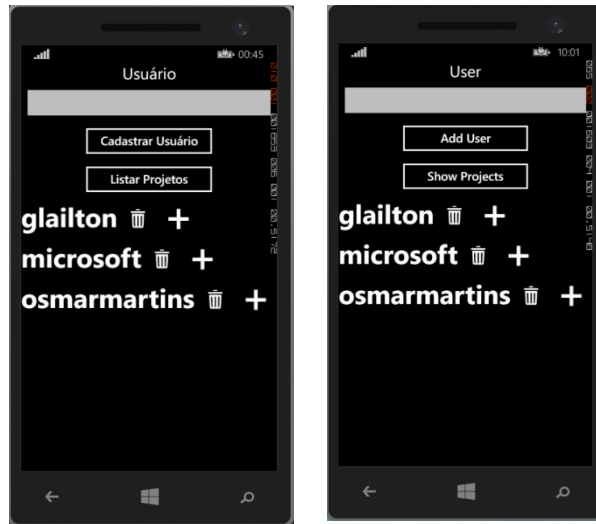 00:45
Usuário
Cadastrar Usuário
Listar Projetos
glailton
microsoft
osmarmartins
10:01
User
Add User
Show Projects
glailton
microsoft
osmarmartins